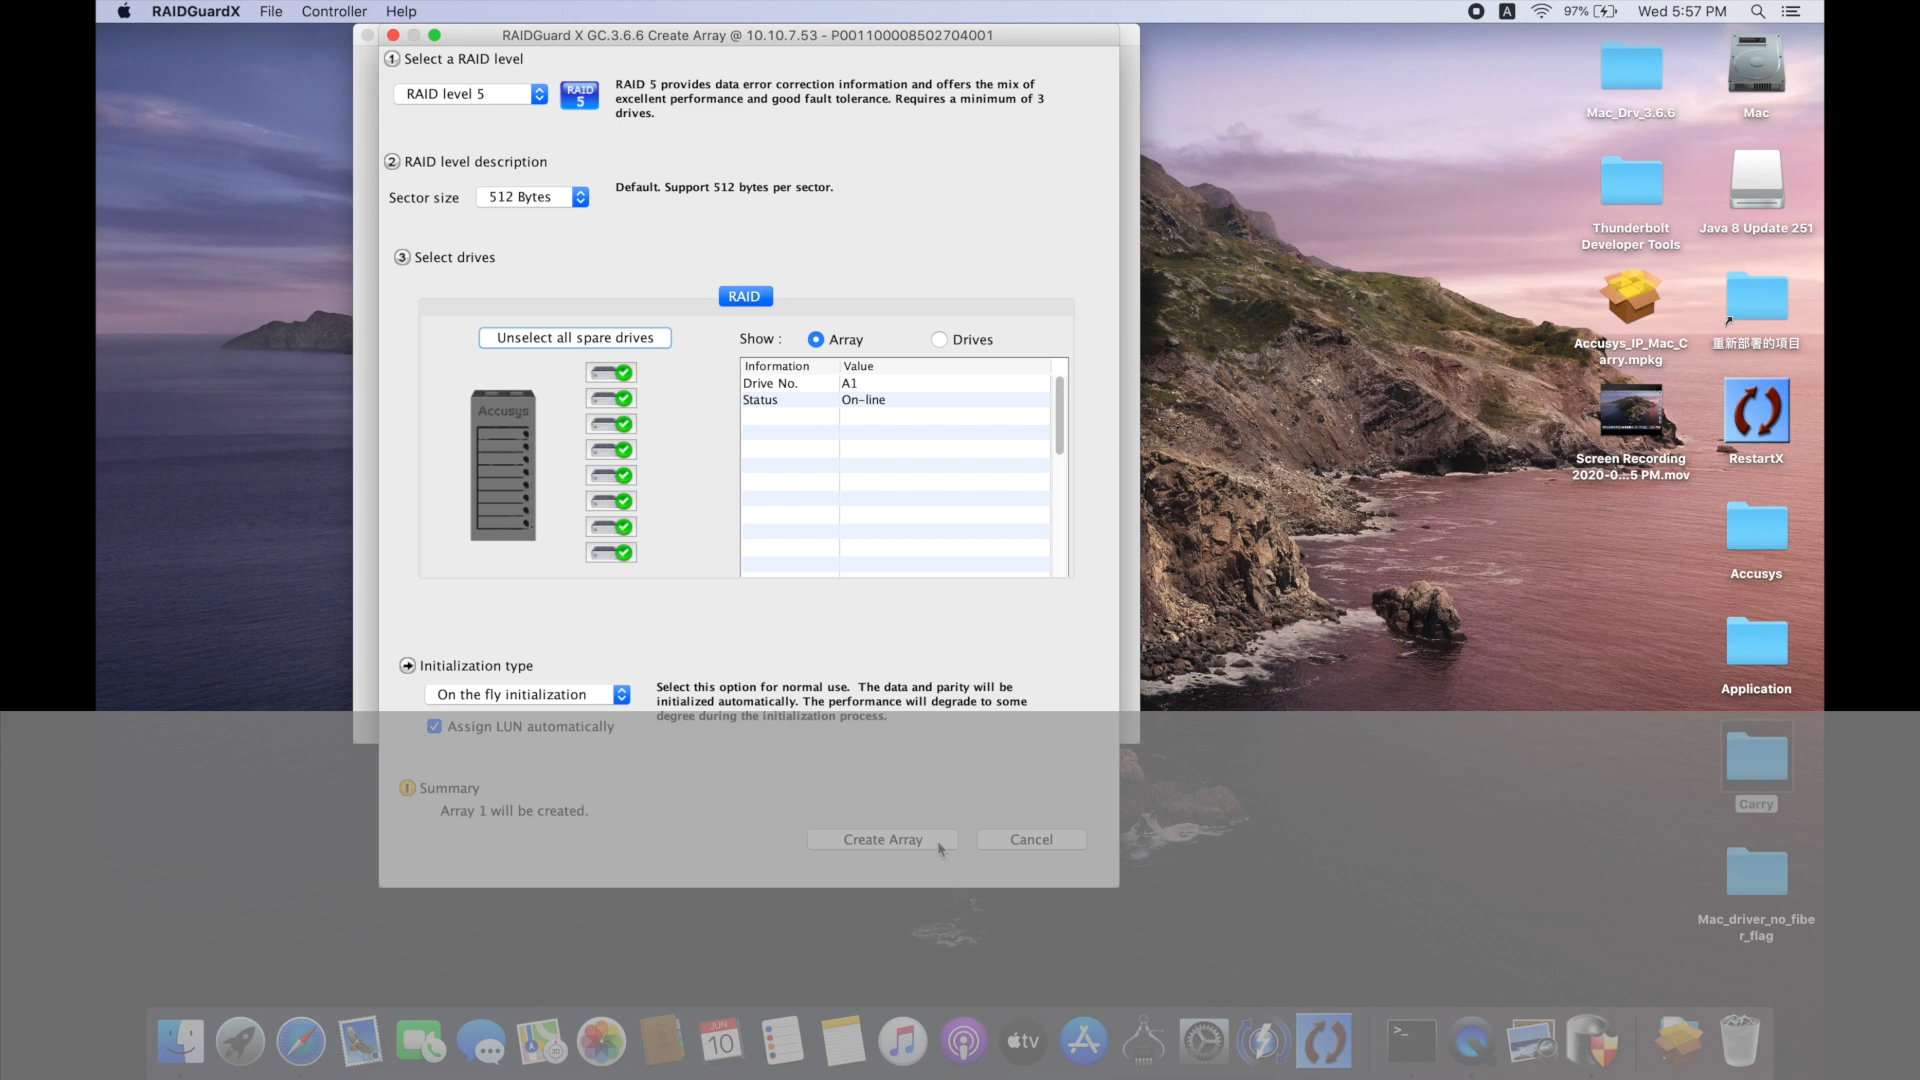 RAIDGuardX File Controller Help
A 97% Wed 5:57 PM
RAIDGuard X GC.3.6.6 Create Array @ 10.10.7.53 - P001100008502704001
1 Select a RAID level
RAID level 5
RAID
5
RAID 5 provides data error correction information and offers the mix of
excellent performance and good fault tolerance. Requires a minimum of 3
drives.
2 RAID level description
Sector size 512 Bytes
Default. Support 512 bytes per sector.
3 Select drives
RAID
Unselect all spare drives
Show : Array Drives
Accusys
Information Value
Drive No. A1
Status On-line
Initialization type
On the fly initialization
Select this option for normal use. The data and parity will be
initialized automatically. The performance will degrade to some
degree during the initialization process.
Assign LUN automatically
Summary
Array 1 will be created.
Create Array Cancel
Mac_Drv_3.6.6
Mac
Thunderbolt
Developer Tools
Java 8 Update 251
Accusys_IP_Mac_C
arry.mpkg
重新部署的項目
Screen Recording
2020-0...5 PM.mov
RestartX
Accusys
Application
Carry
Mac_driver_no_fibe
r_flag
JUN
10
3D
tv
>_